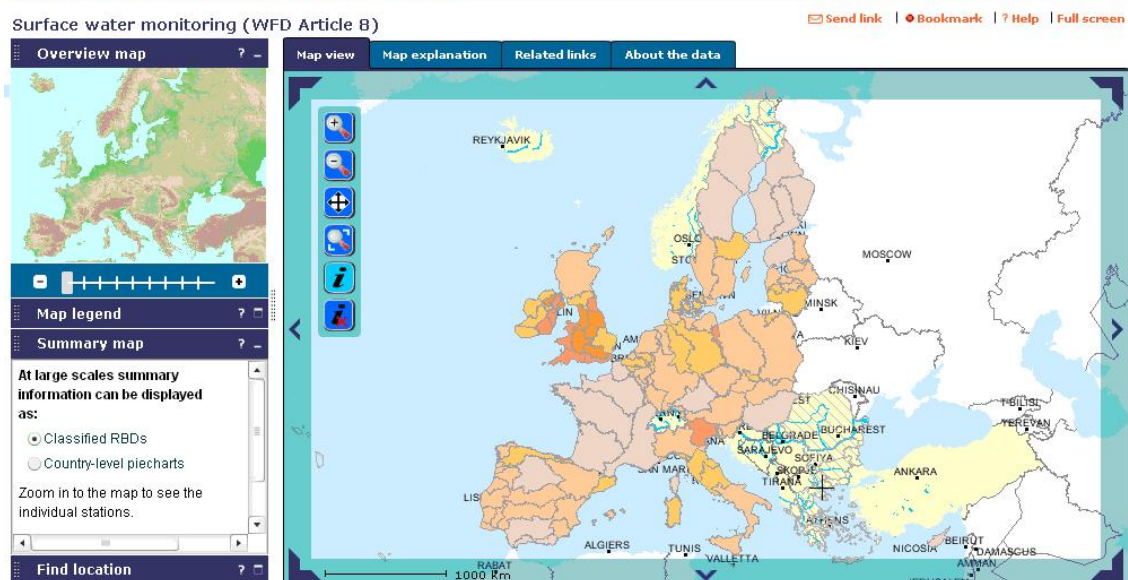 Surface water monitoring (WFD Article 8)
Send link | Bookmark | ? Help | Full screen
Overview map ? -
Map view
Map explanation
Related links
About the data
Map legend ?
Summary map ? -
At large scales summary
information can be displayed
as:
Classified RBDs
Country-level piecharts
Zoom in to the map to see the
individual stations.
Find location ?
REYKJAVIK
OSLO
MOSCOW
MINSK
KIEV
CHISINAU
T-BILISI
YEREVAN
BELGRADE
BUCHAREST
SARAJEVO
SOFIYA
SKOPJE
TIRANA
ANKARA
ATHENS
LIS
ALGIERS
TUNIS
VALLETTA
NICOSIA
BEIRUT
DAMASCUS
AMMAN
RABAT
1000 Km